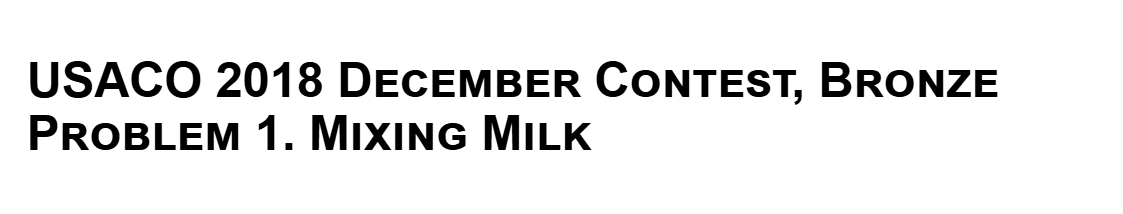 USACO 2018 December Contest, Bronze
Problem 1. Mixing Milk